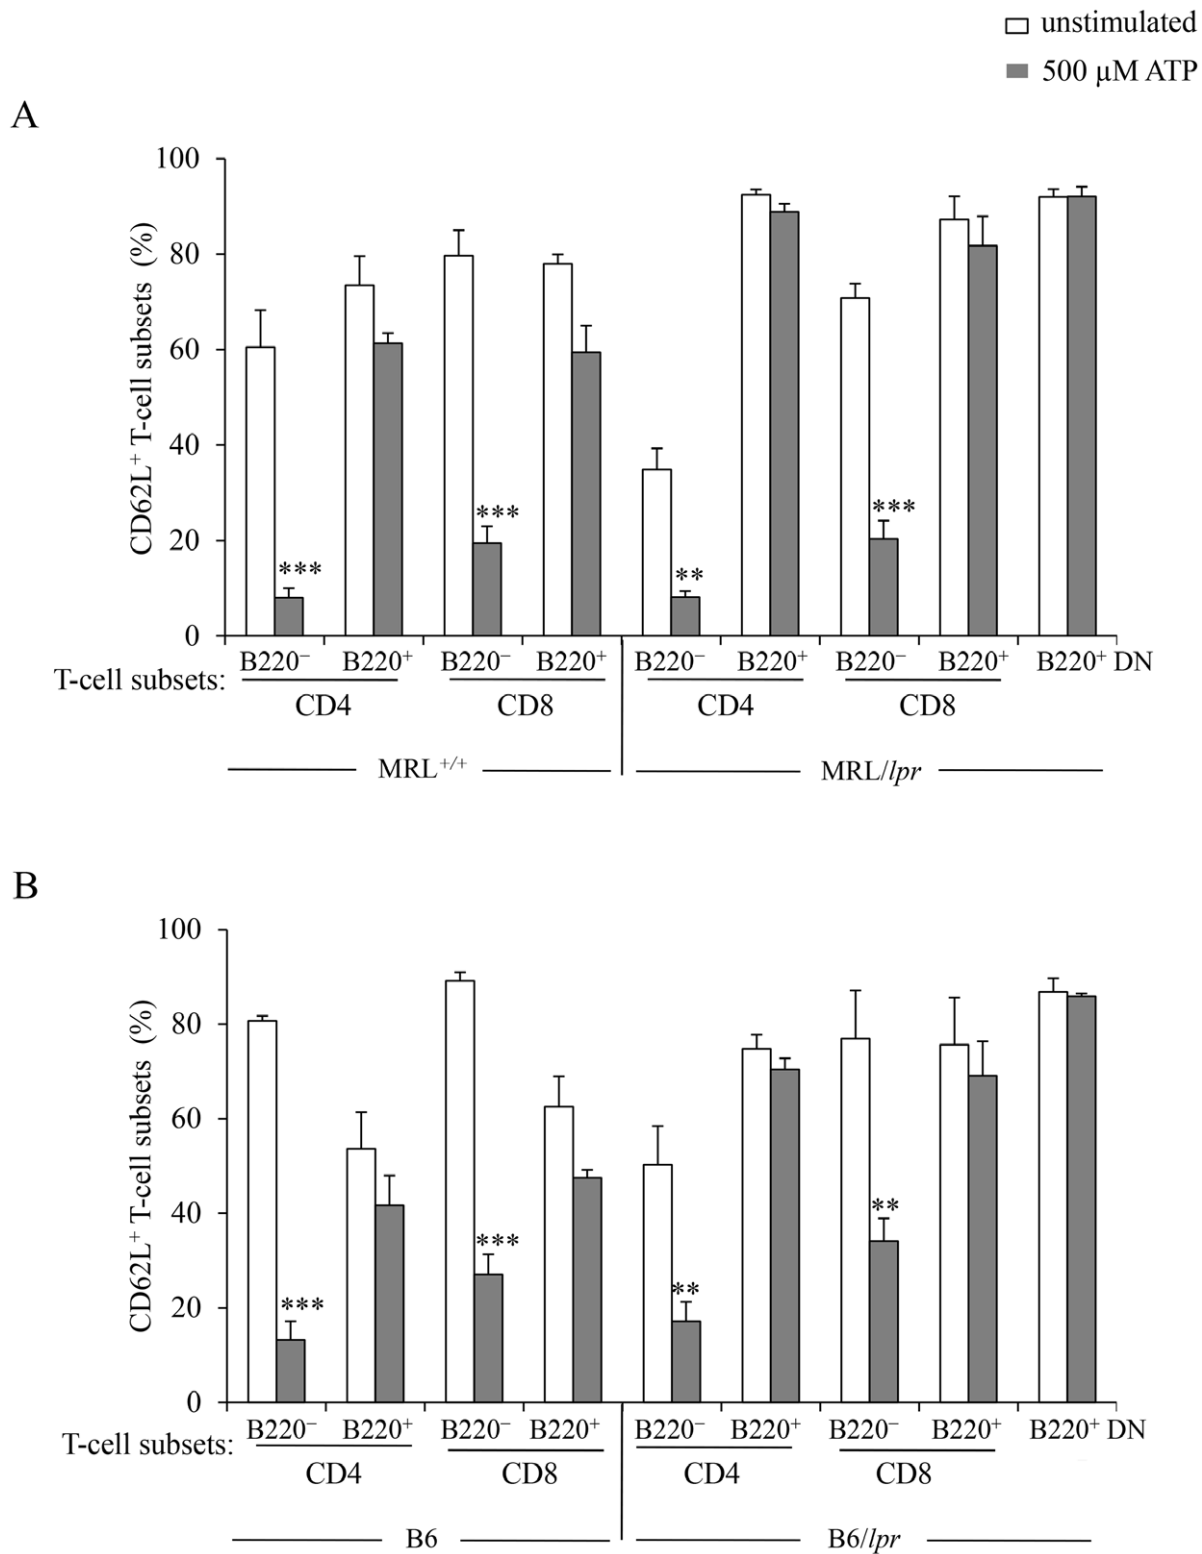 unstimulated
500 µM ATP
A
CD62L⁺ T-cell subsets (%)
100
80
60
40
20
0
***
***
**
***
T-cell subsets:
B220⁻ B220⁺ B220⁻ B220⁺ B220⁻ B220⁺ B220⁻ B220⁺ B220⁺ DN
CD4 CD8 CD4 CD8
MRL⁺/⁺ MRL/lpr
B
CD62L⁺ T-cell subsets (%)
100
80
60
40
20
0
***
***
**
**
T-cell subsets:
B220⁻ B220⁺ B220⁻ B220⁺ B220⁻ B220⁺ B220⁻ B220⁺ B220⁺ DN
CD4 CD8 CD4 CD8
B6 B6/lpr